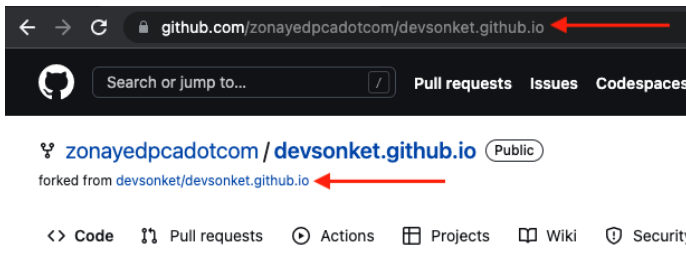 github.com/zonayedpcadotcom/devsonket.github.io
Search or jump to... / Pull requests Issues Codespaces
zonayedpcadotcom / devsonket.github.io Public
forked from devsonket/devsonket.github.io
<> Code Pull requests Actions Projects Wiki Security